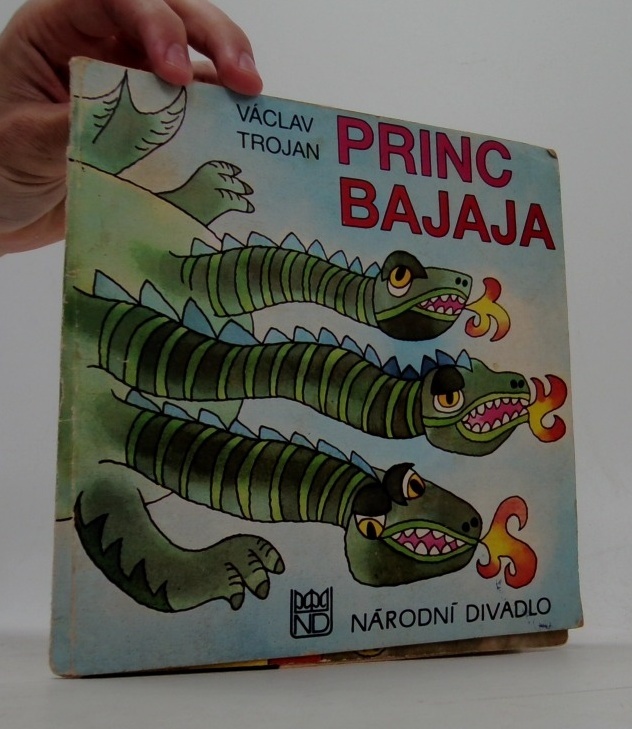 VÁCLAV
TROJAN
PRINC
BAJAJA
ND
NÁRODNÍ DIVADLO